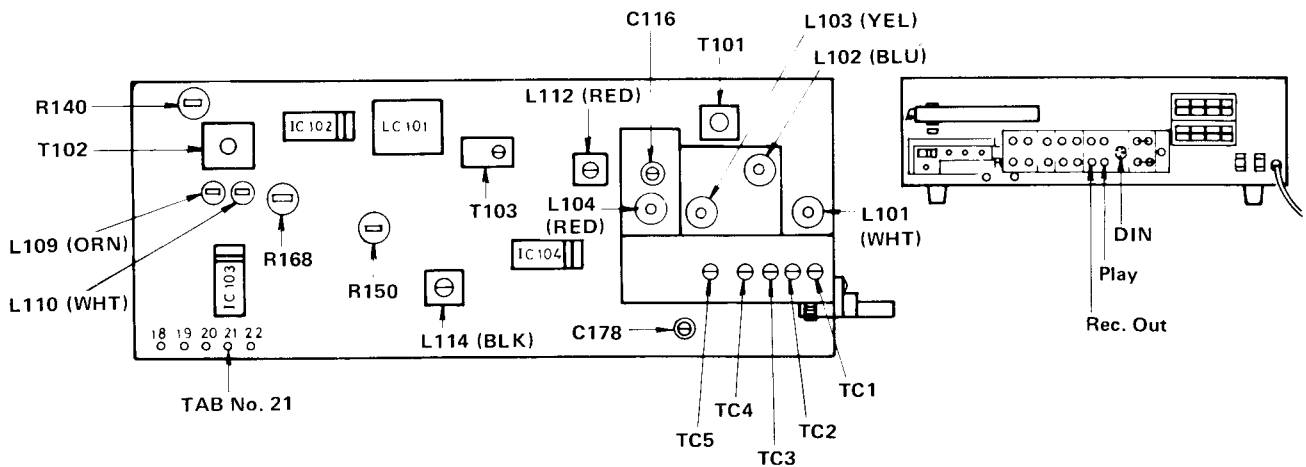 C116
L103 (YEL)
L102 (BLU)
T101
R140
IC102
LC101
L112 (RED)
T102
T103
L104
(RED)
L101
(WHT)
L109 (ORN)
R168
R150
IC103
IC104
L110 (WHT)
L114 (BLK)
C178
18 19 20 21 22
TAB No. 21
TC5
TC4
TC3
TC2
TC1
DIN
Play
Rec. Out